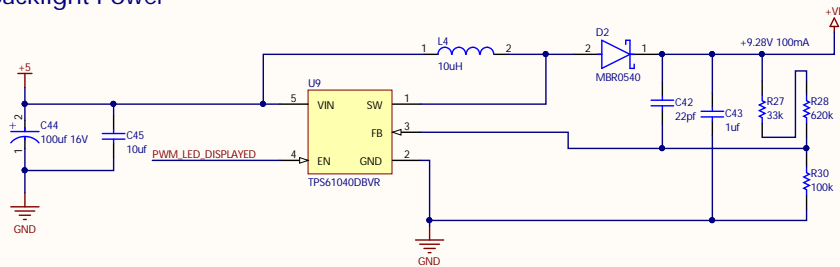 Backlight Power
+VL
L4
1
2
10uH
D2
2
1
MBR0540
+9.28V 100mA
+5
U9
5
VIN
SW
1
FB
3
4
EN
GND
2
TPS61040DBVR
PWM_LED_DISPLAYED
+
2
1
C44
100uf 16V
C45
10uf
C42
22pf
C43
1uf
R27
33k
R28
620k
R30
100k
GND
GND